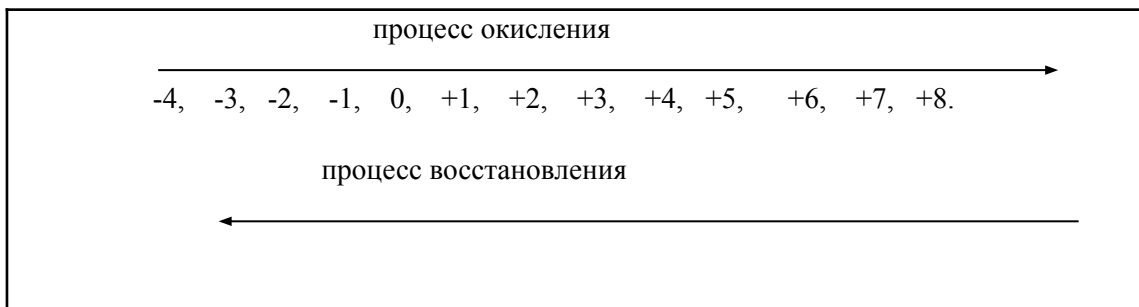 процесс окисления
-4, -3, -2, -1, 0, +1, +2, +3, +4, +5, +6, +7, +8.
процесс восстановления